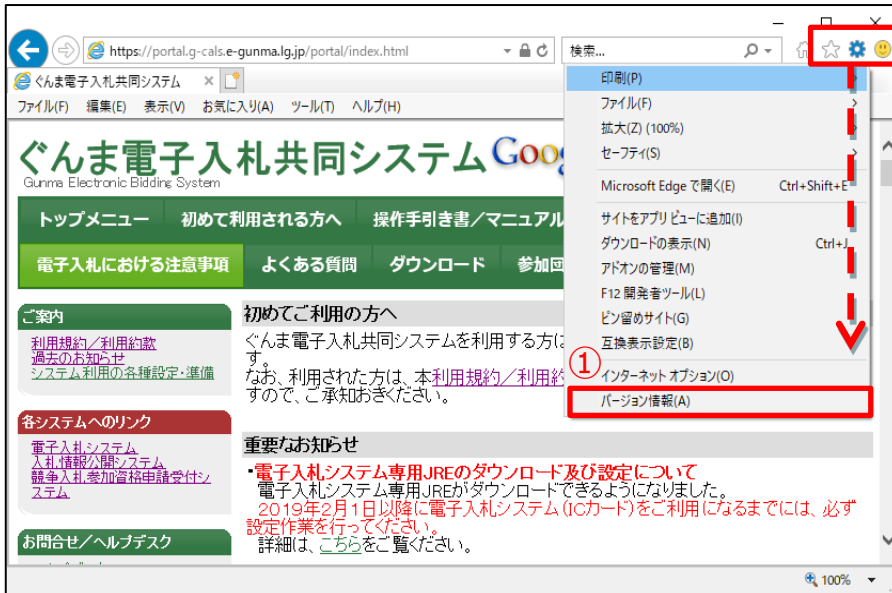 https://portal.g-cals.e-gunma.lg.jp/portal/index.html
検索...
ぐんま電子入札共同システム
ファイル(F) 編集(E) 表示(V) お気に入り(A) ツール(T) ヘルプ(H)
ぐんま電子入札共同システム Goo
Gunma Electronic Bidding System
トップメニュー 初めて利用される方へ 操作手引き書/マニュアル
電子入札における注意事項 よくある質問 ダウンロード 参加団
ご案内
利用規約/利用約款
過去のお知らせ
システム利用の各種設定・準備
各システムへのリンク
電子入札システム
入札情報公開システム
競争入札参加資格申請受付シ
ステム
お問合せ/ヘルプデスク
初めてご利用の方へ
ぐんま電子入札共同システムを利用する方は
す。
なお、利用された方は、本利用規約/利用約
すので、ご承知おきください。
重要なお知らせ
・電子入札システム専用JREのダウンロード及び設定について
電子入札システム専用JREがダウンロードできるようになりました。
2019年2月1日以降に電子入札システム(ICカード)をご利用になるまでには、必ず
設定作業を行ってください。
詳細は、こちらをご覧ください。
印刷(P)
ファイル(F)
拡大(Z) (100%)
セーフティ(S)
Microsoft Edge で開く(E) Ctrl+Shift+E
サイトをアプリ ビューに追加(I)
ダウンロードの表示(N) Ctrl+J
アドオンの管理(M)
F12 開発者ツール(L)
ピン留めサイト(G)
互換表示設定(B)
①
インターネット オプション(O)
バージョン情報(A)
100%